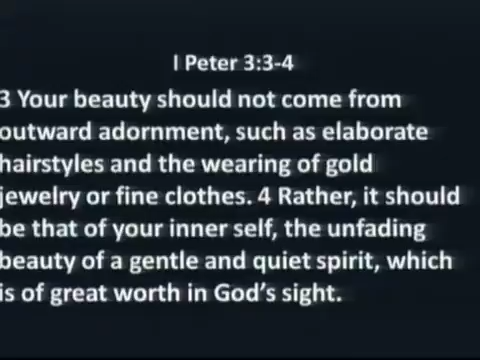 I Peter 3:3-4
3 Your beauty should not come from
outward adornment, such as elaborate
hairstyles and the wearing of gold
jewelry or fine clothes. 4 Rather, it should
be that of your inner self, the unfading
beauty of a gentle and quiet spirit, which
is of great worth in God's sight.